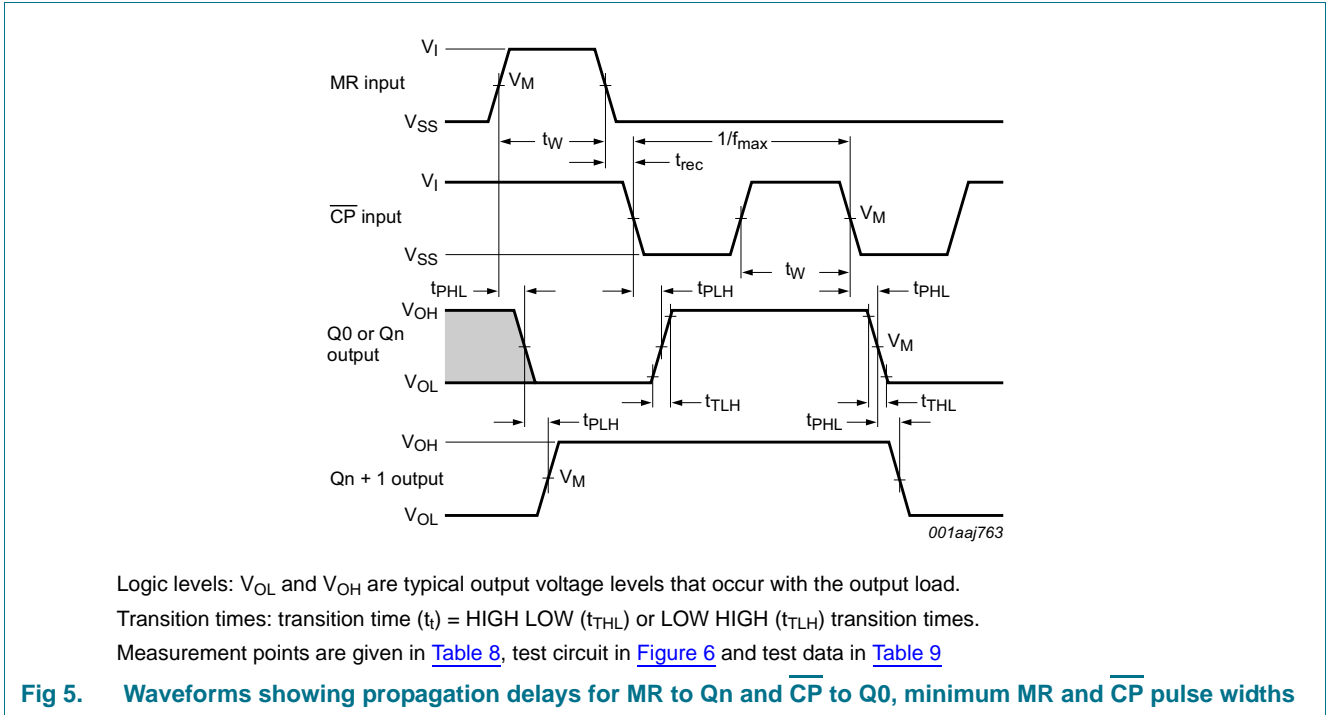 V_I
MR input
V_M
V_SS
t_W
1/f_max
t_rec
V_I
C̅P̅ input
V_M
V_SS
t_W
t_PHL
t_PLH
t_PHL
V_OH
Q0 or Qn
output
V_M
V_OL
t_TLH
t_THL
t_PLH
t_PHL
V_OH
Qn + 1 output
V_M
V_OL
001aaj763
Logic levels: V_OL and V_OH are typical output voltage levels that occur with the output load.
Transition times: transition time (t_t) = HIGH LOW (t_THL) or LOW HIGH (t_TLH) transition times.
Measurement points are given in Table 8, test circuit in Figure 6 and test data in Table 9
Fig 5. Waveforms showing propagation delays for MR to Qn and C̅P̅ to Q0, minimum MR and C̅P̅ pulse widths